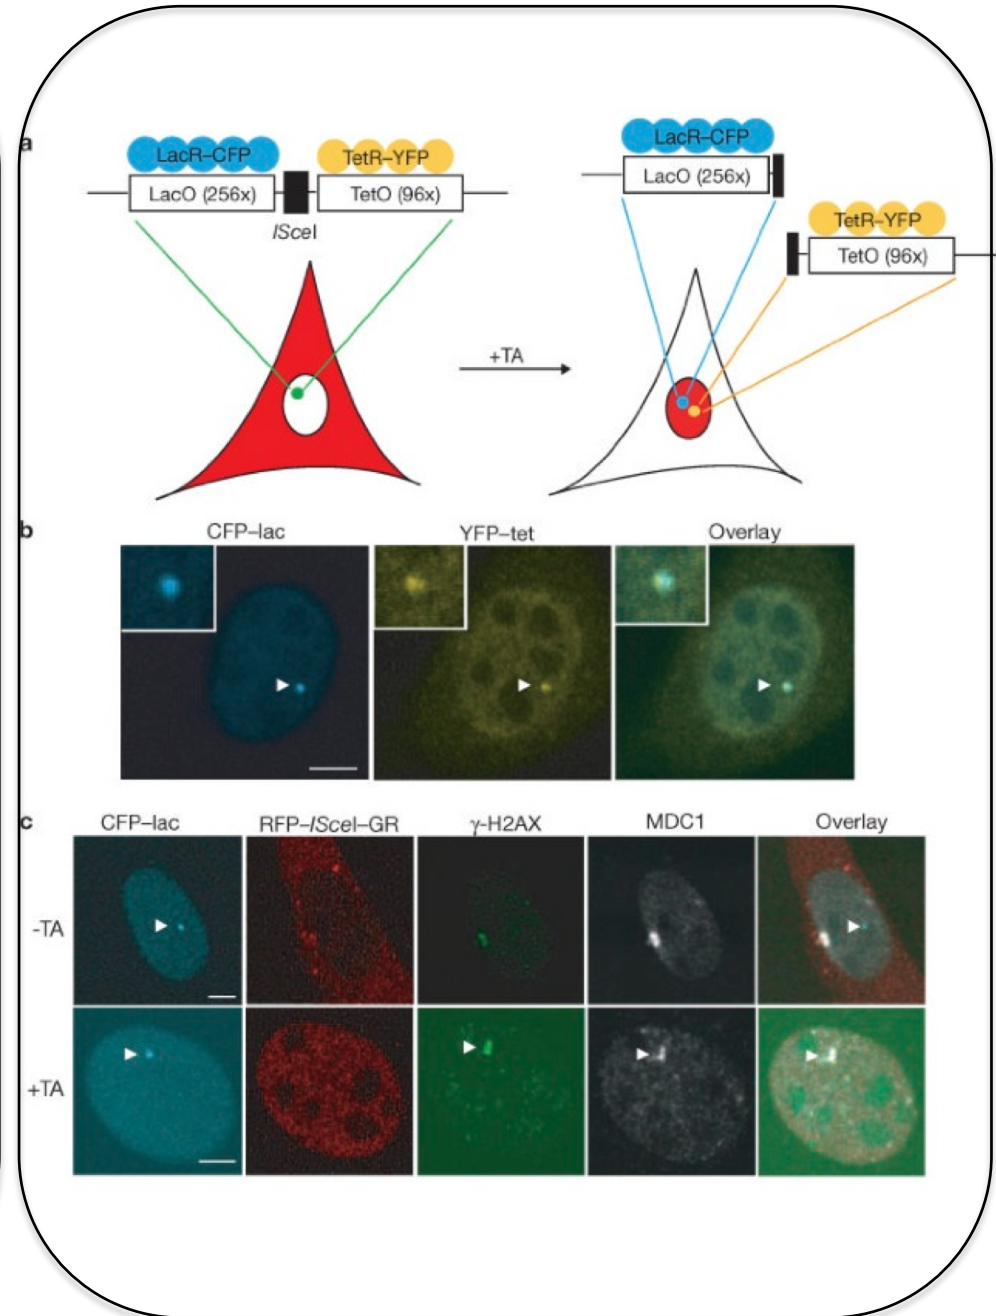 a
LacR–CFP
TetR–YFP
LacO (256x)
TetO (96x)
ISceI
LacR–CFP
LacO (256x)
TetR–YFP
TetO (96x)
+TA
b
CFP–lac
YFP–tet
Overlay
c
CFP–lac
RFP–ISceI–GR
γ-H2AX
MDC1
Overlay
-TA
+TA